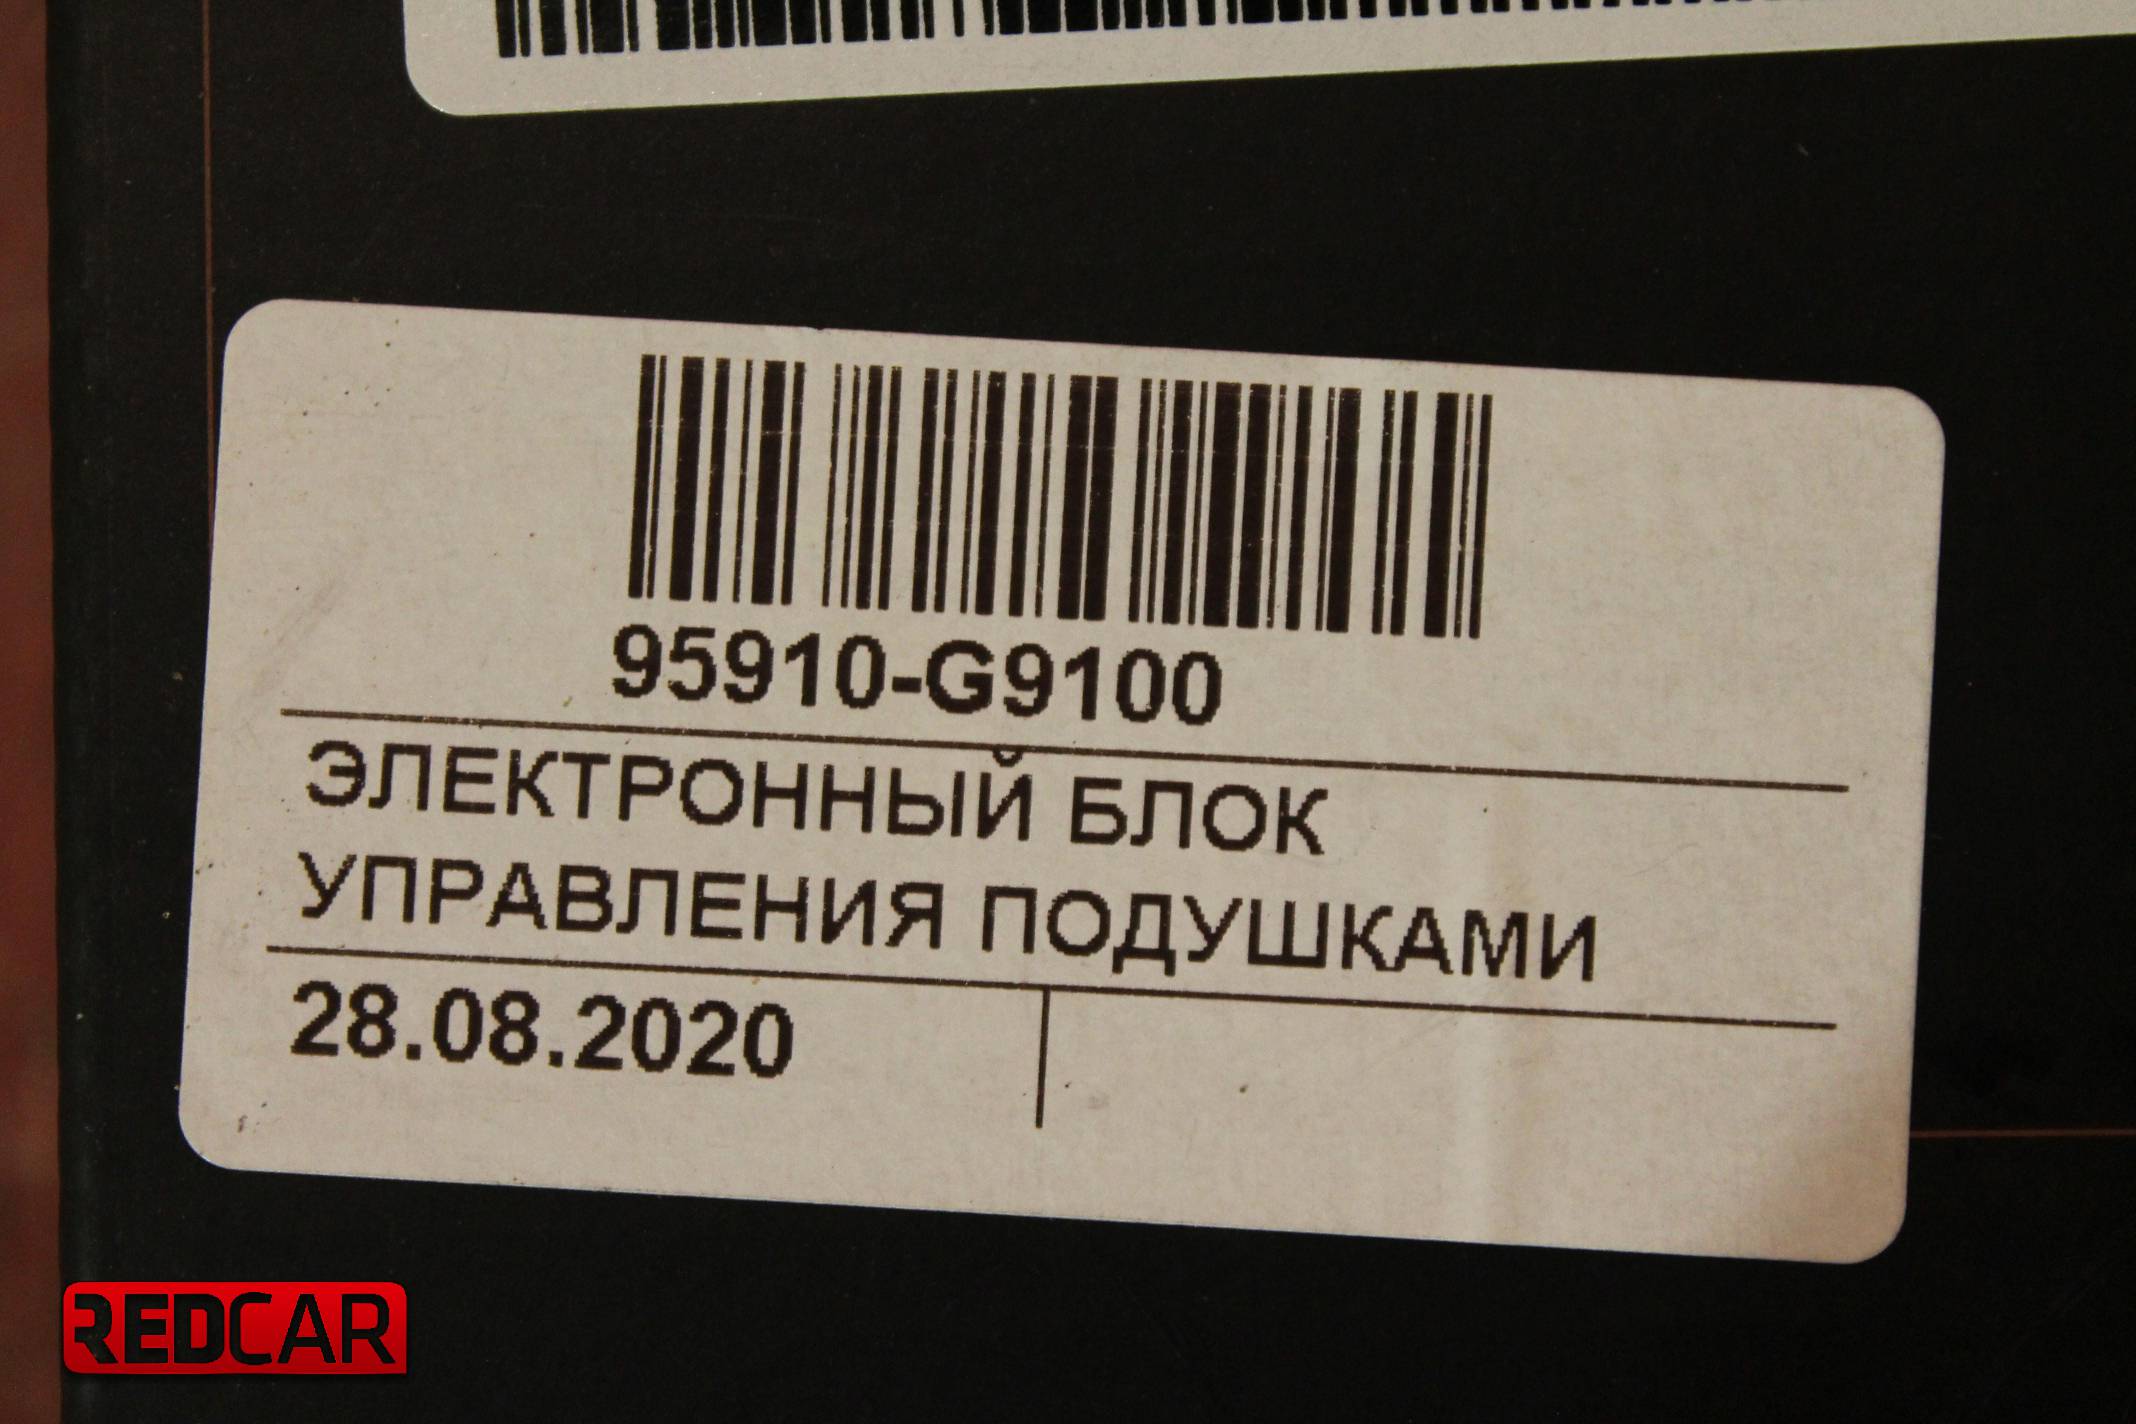 95910-G9100
ЭЛЕКТРОННЫЙ БЛОК
УПРАВЛЕНИЯ ПОДУШКАМИ
28.08.2020
REDCAR